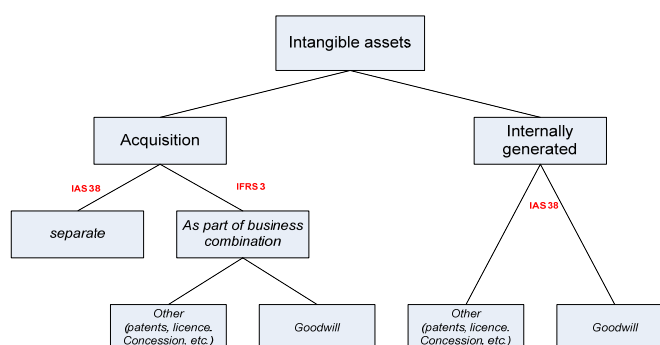 Intangible assets
Acquisition
Internally
generated
IAS 38
IFRS 3
IAS 38
separate
As part of business
combination
Other
(patents, licence.
Concession, etc.)
Goodwill
Other
(patents, licence.
Concession, etc.)
Goodwill